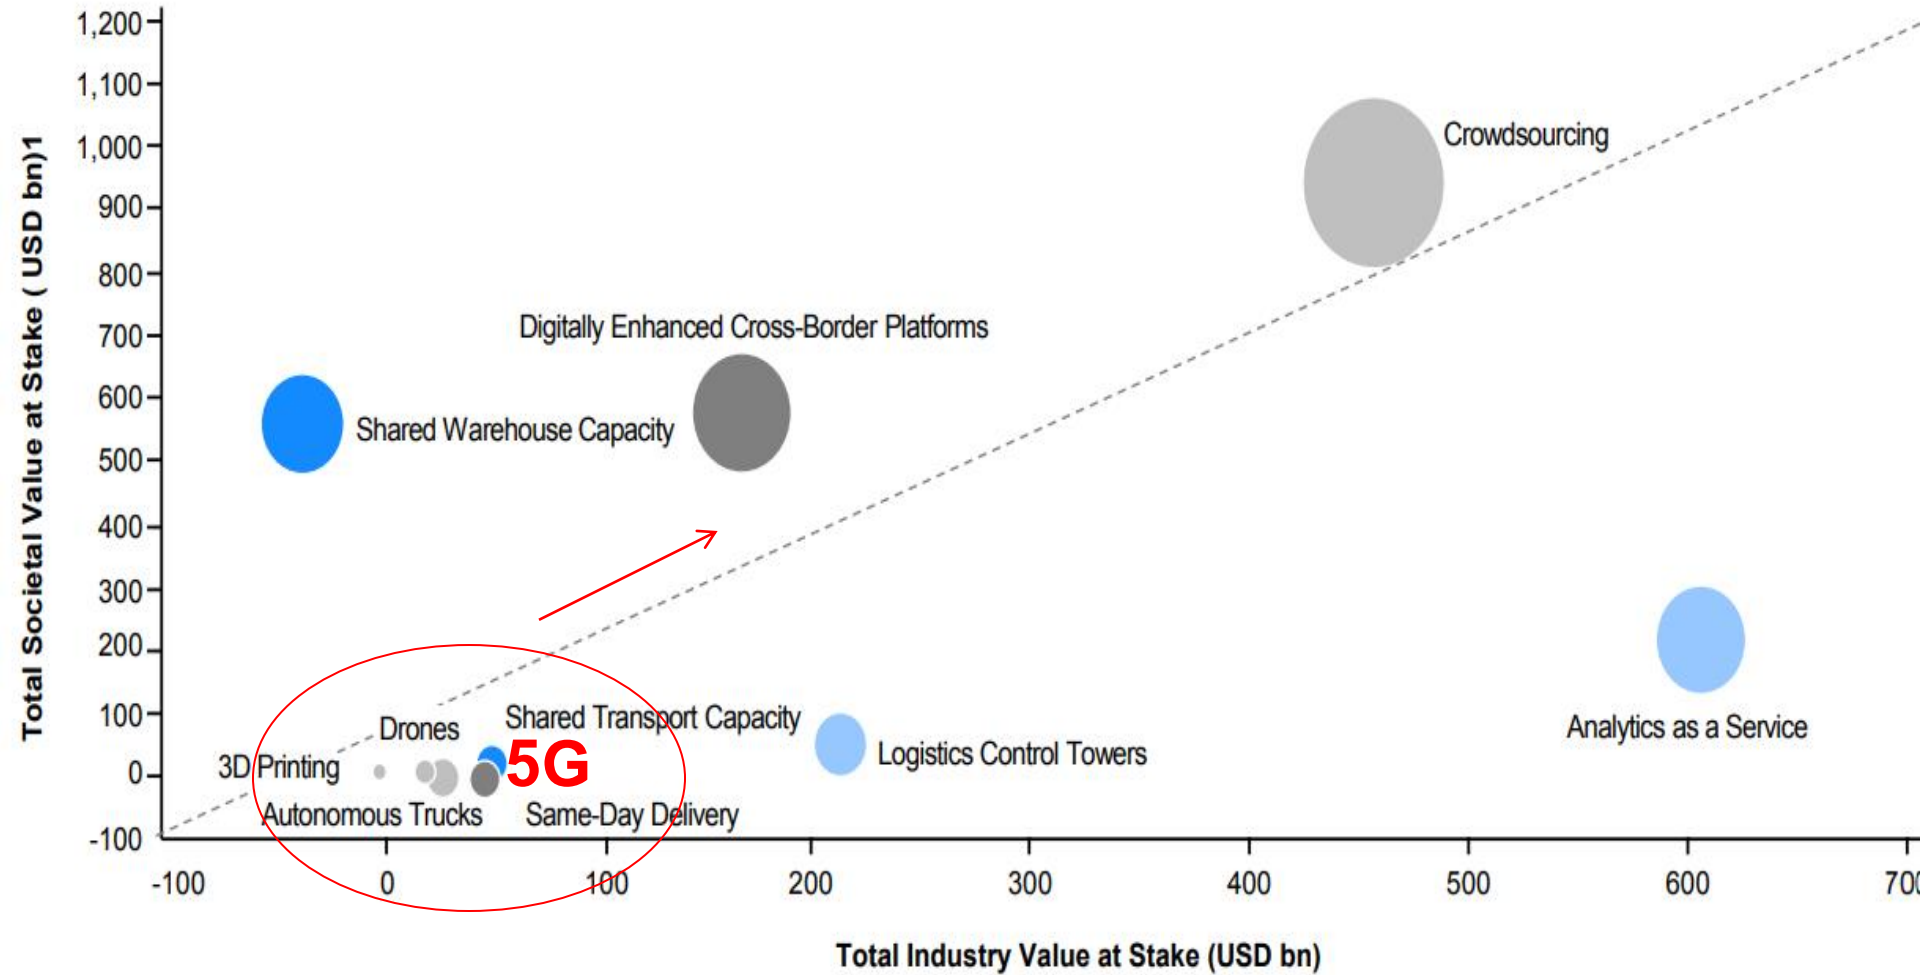 1,200
1,100
1,000
900
800
700
600
500
400
300
200
100
0
-100
Total Societal Value at Stake ( USD bn)1
Crowdsourcing
Digitally Enhanced Cross-Border Platforms
Shared Warehouse Capacity
Analytics as a Service
Shared Transport Capacity
Drones
Logistics Control Towers
3D Printing
5G
Autonomous Trucks
Same-Day Delivery
-100 0 100 200 300 400 500 600 700
Total Industry Value at Stake (USD bn)